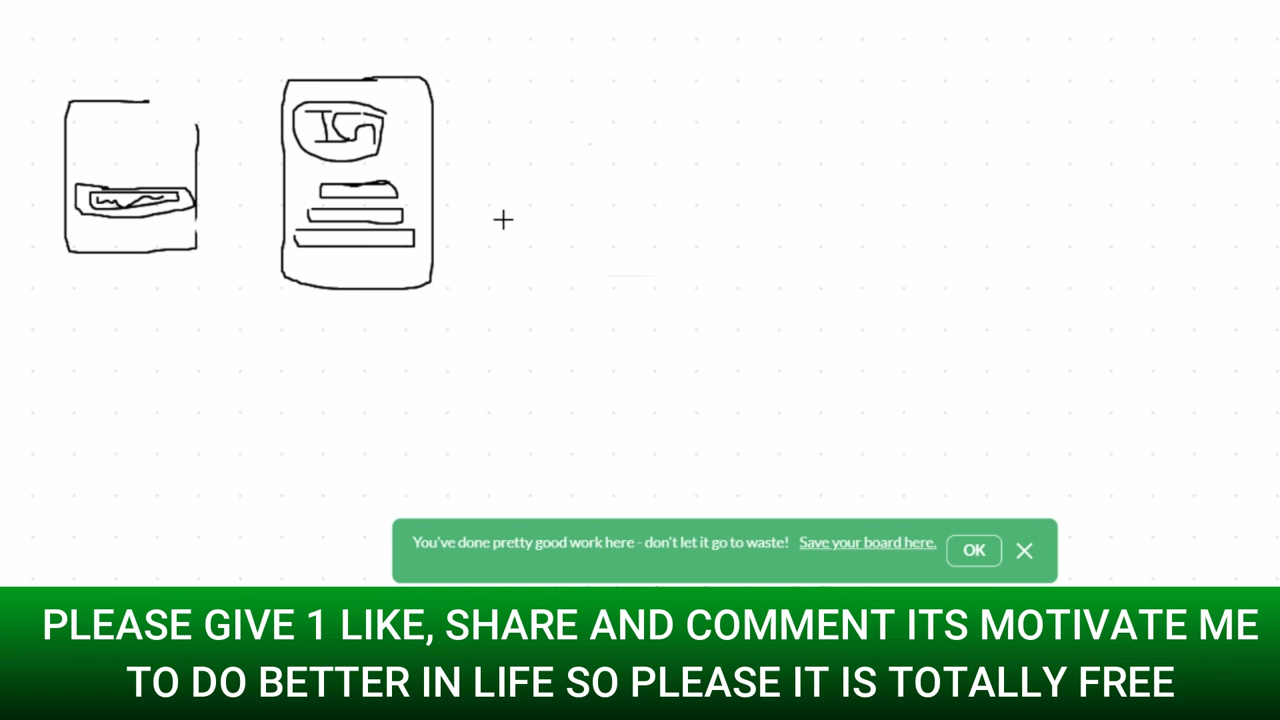 You've done pretty good work here - don't let it go to waste! Save your board here. OK
PLEASE GIVE 1 LIKE, SHARE AND COMMENT ITS MOTIVATE ME
TO DO BETTER IN LIFE SO PLEASE IT IS TOTALLY FREE